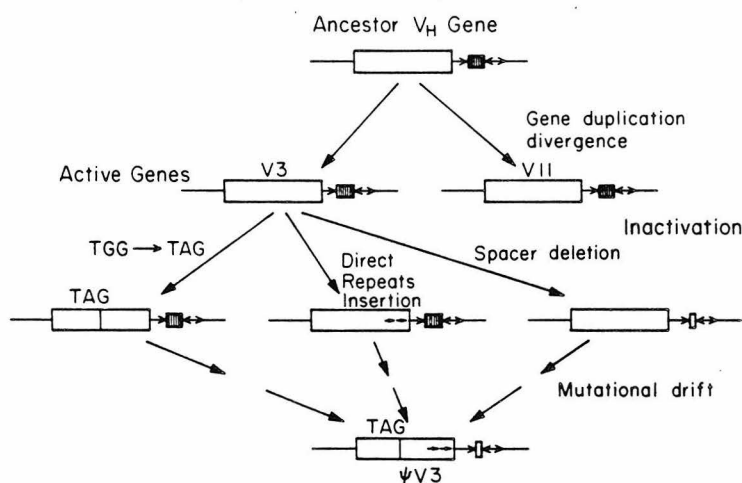 Ancestor V_H Gene
Gene duplication
divergence
Active Genes
V3
V11
Inactivation
TGG → TAG
Direct
Repeats
Insertion
Spacer deletion
TAG
Mutational drift
TAG
ΨV3